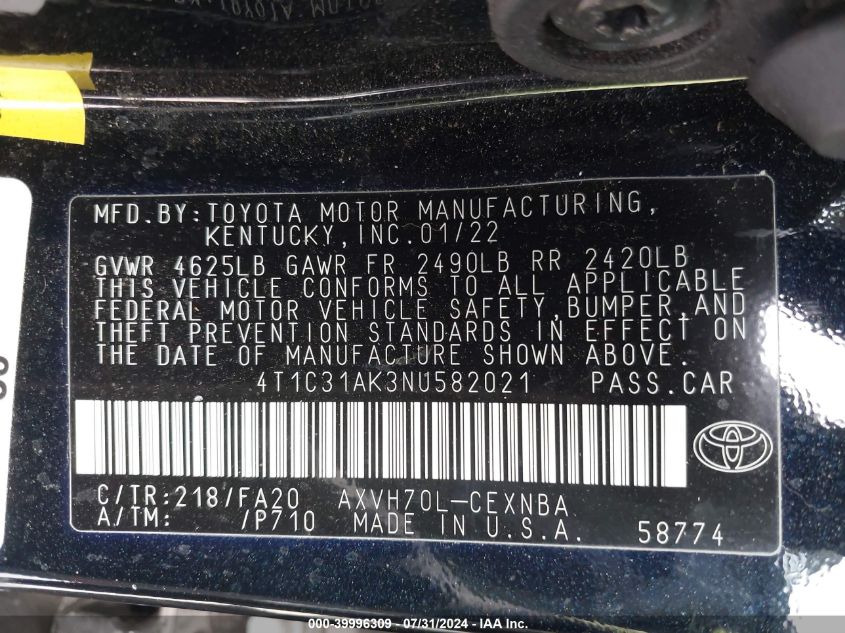 MFD.BY:TOYOTA MOTOR MANUFACTURING,
KENTUCKY,INC.01/22
GVWR 4625LB GAWR FR 2490LB RR 2420LB
THIS VEHICLE CONFORMS TO ALL APPLICABLE
FEDERAL MOTOR VEHICLE SAFETY,BUMPER,AND
THEFT PREVENTION STANDARDS IN EFFECT ON
THE DATE OF MANUFACTURE SHOWN ABOVE.
4T1C31AK3NU582021 PASS.CAR
C/TR:218/FA20 AXVH70L-CEXNBA
A/TM: /P710 MADE IN U.S.A. 58774
000-39996309 - 07/31/2024 - IAA Inc.